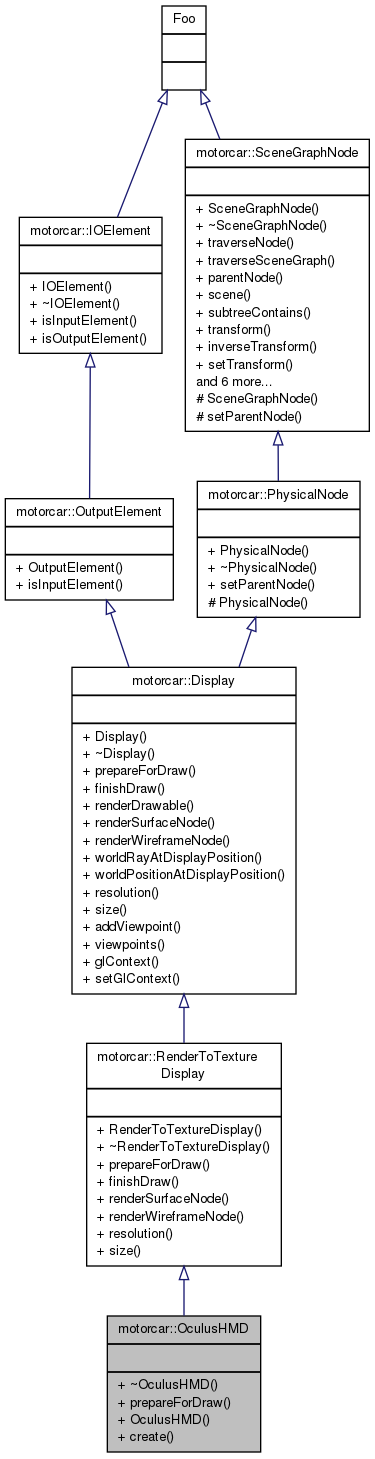 Foo
motorcar::SceneGraphNode
+ SceneGraphNode()
+ ~SceneGraphNode()
+ traverseNode()
+ traverseSceneGraph()
+ parentNode()
+ scene()
+ subtreeContains()
+ transform()
+ inverseTransform()
+ setTransform()
and 6 more...
# SceneGraphNode()
# setParentNode()
motorcar::IOElement
+ IOElement()
+ ~IOElement()
+ isInputElement()
+ isOutputElement()
motorcar::OutputElement
+ OutputElement()
+ isInputElement()
motorcar::PhysicalNode
+ PhysicalNode()
+ ~PhysicalNode()
+ setParentNode()
# PhysicalNode()
motorcar::Display
+ Display()
+ ~Display()
+ prepareForDraw()
+ finishDraw()
+ renderDrawable()
+ renderSurfaceNode()
+ renderWireframeNode()
+ worldRayAtDisplayPosition()
+ worldPositionAtDisplayPosition()
+ resolution()
+ size()
+ addViewpoint()
+ viewpoints()
+ glContext()
+ setGlContext()
motorcar::RenderToTexture
Display
+ RenderToTextureDisplay()
+ ~RenderToTextureDisplay()
+ prepareForDraw()
+ finishDraw()
+ renderSurfaceNode()
+ renderWireframeNode()
+ resolution()
+ size()
motorcar::OculusHMD
+ ~OculusHMD()
+ prepareForDraw()
+ OculusHMD()
+ create()